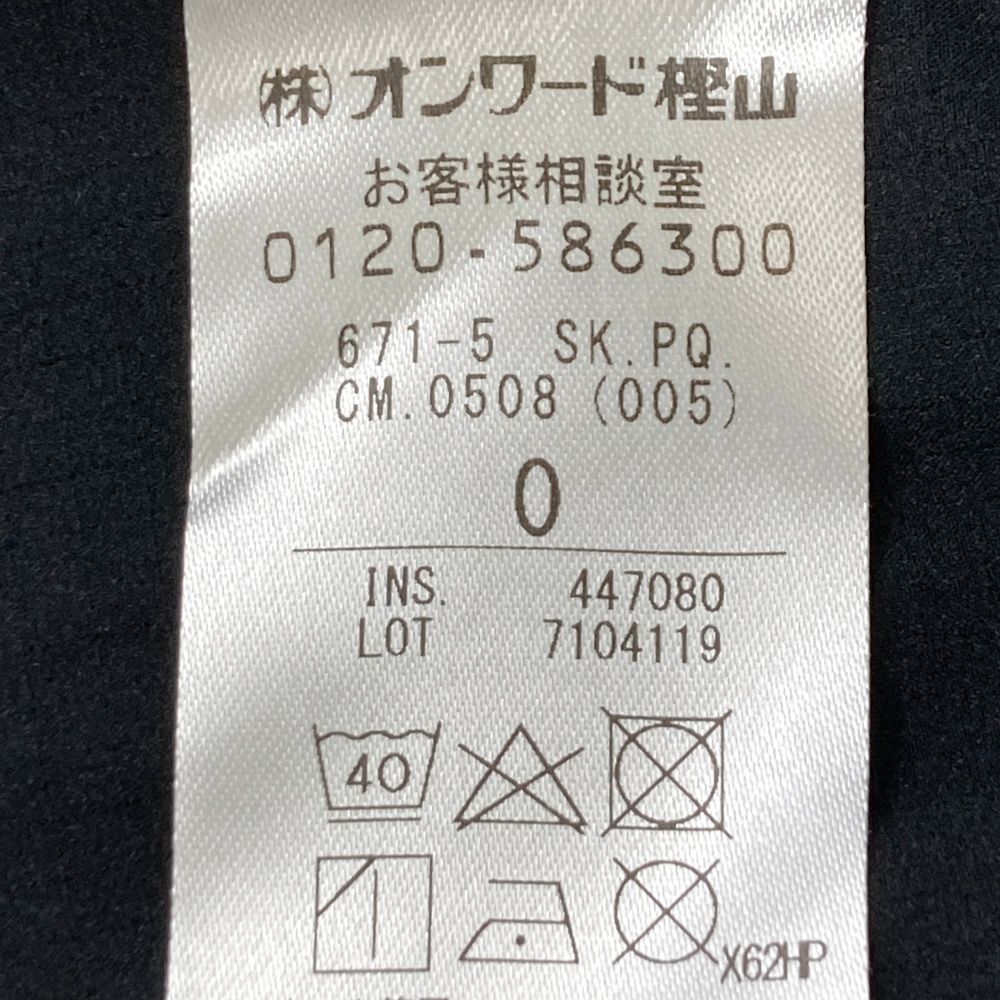 (株)オンワード樫山
お客様相談室
0120-586300
671-5 SK.PQ.
CM.0508 (005)
0
INS. 447080
LOT 7104119
40
X62HP